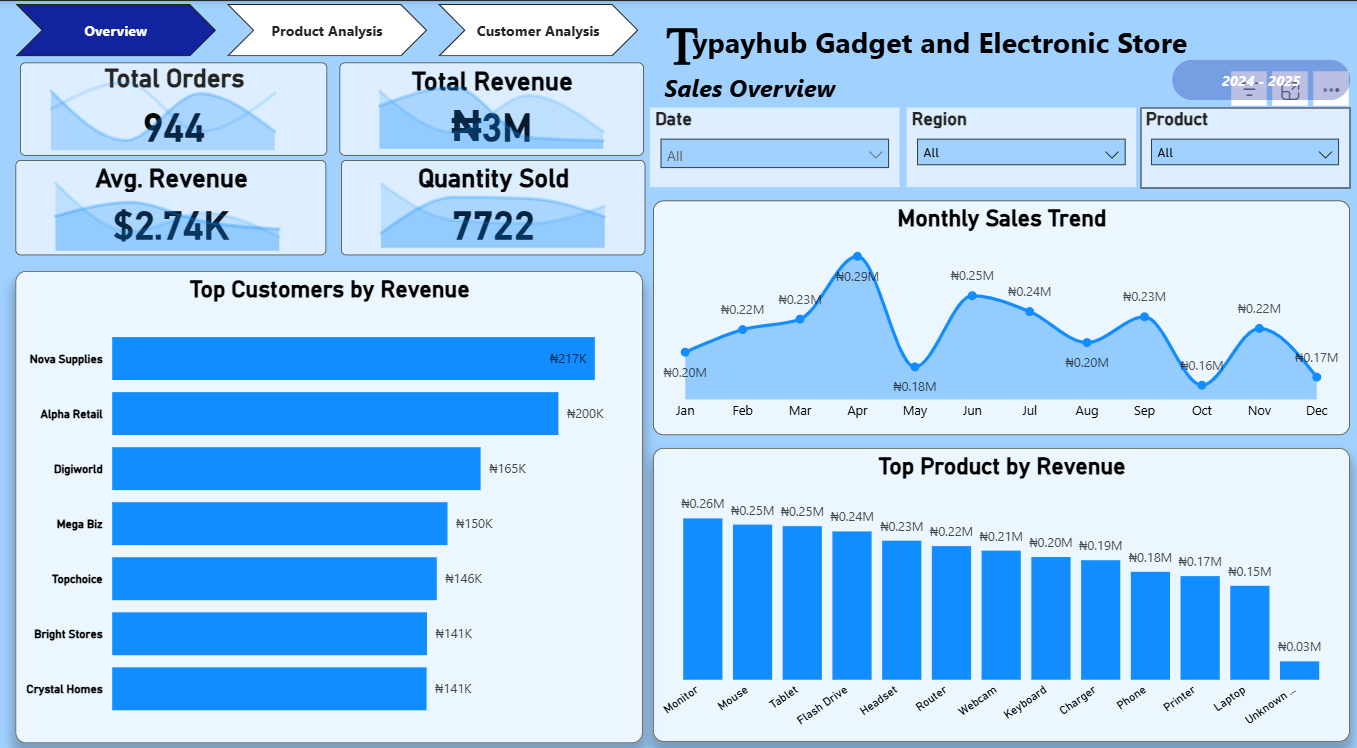 Overview
Product Analysis
Customer Analysis
Typayhub Gadget and Electronic Store
Sales Overview
2024 - 2025
Total Orders
944
Total Revenue
₦3M
Avg. Revenue
$2.74K
Quantity Sold
7722
Date
All
Region
All
Product
All
Top Customers by Revenue
Nova Supplies ₦217K
Alpha Retail ₦200K
Digiworld ₦165K
Mega Biz ₦150K
Topchoice ₦146K
Bright Stores ₦141K
Crystal Homes ₦141K
Monthly Sales Trend
₦0.20M ₦0.22M ₦0.23M ₦0.29M ₦0.18M ₦0.25M ₦0.24M ₦0.20M ₦0.23M ₦0.16M ₦0.22M ₦0.17M
Jan Feb Mar Apr May Jun Jul Aug Sep Oct Nov Dec
Top Product by Revenue
₦0.26M ₦0.25M ₦0.25M ₦0.24M ₦0.23M ₦0.22M ₦0.21M ₦0.20M ₦0.19M ₦0.18M ₦0.17M ₦0.15M ₦0.03M
Monitor Mouse Tablet Flash Drive Headset Router Webcam Keyboard Charger Phone Printer Laptop Unknown ...